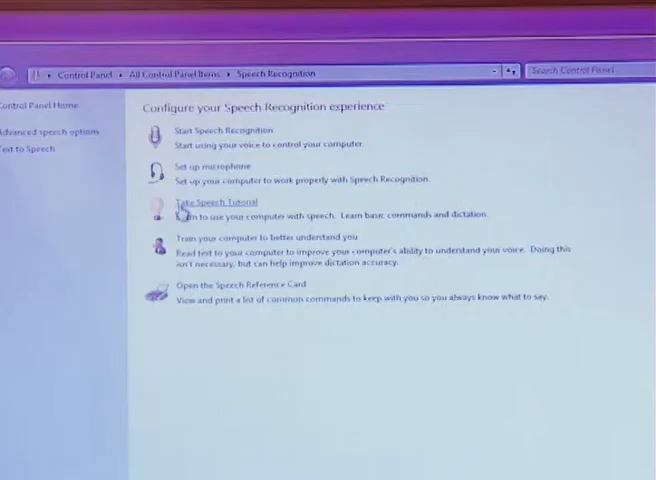 Control Panel ▸ All Control Panel Items ▸ Speech Recognition
Search Control Panel
Control Panel Home
Advanced speech options
Text to Speech
Configure your Speech Recognition experience
Start Speech Recognition
Start using your voice to control your computer.
Set up microphone
Set up your computer to work properly with Speech Recognition.
Take Speech Tutorial
to use your computer with speech. Learn basic commands and dictation.
Train your computer to better understand you
Read text to your computer to improve your computer's ability to understand your voice. Doing this
isn't necessary, but can help improve dictation accuracy.
Open the Speech Reference Card
View and print a list of common commands to keep with you so you always know what to say.